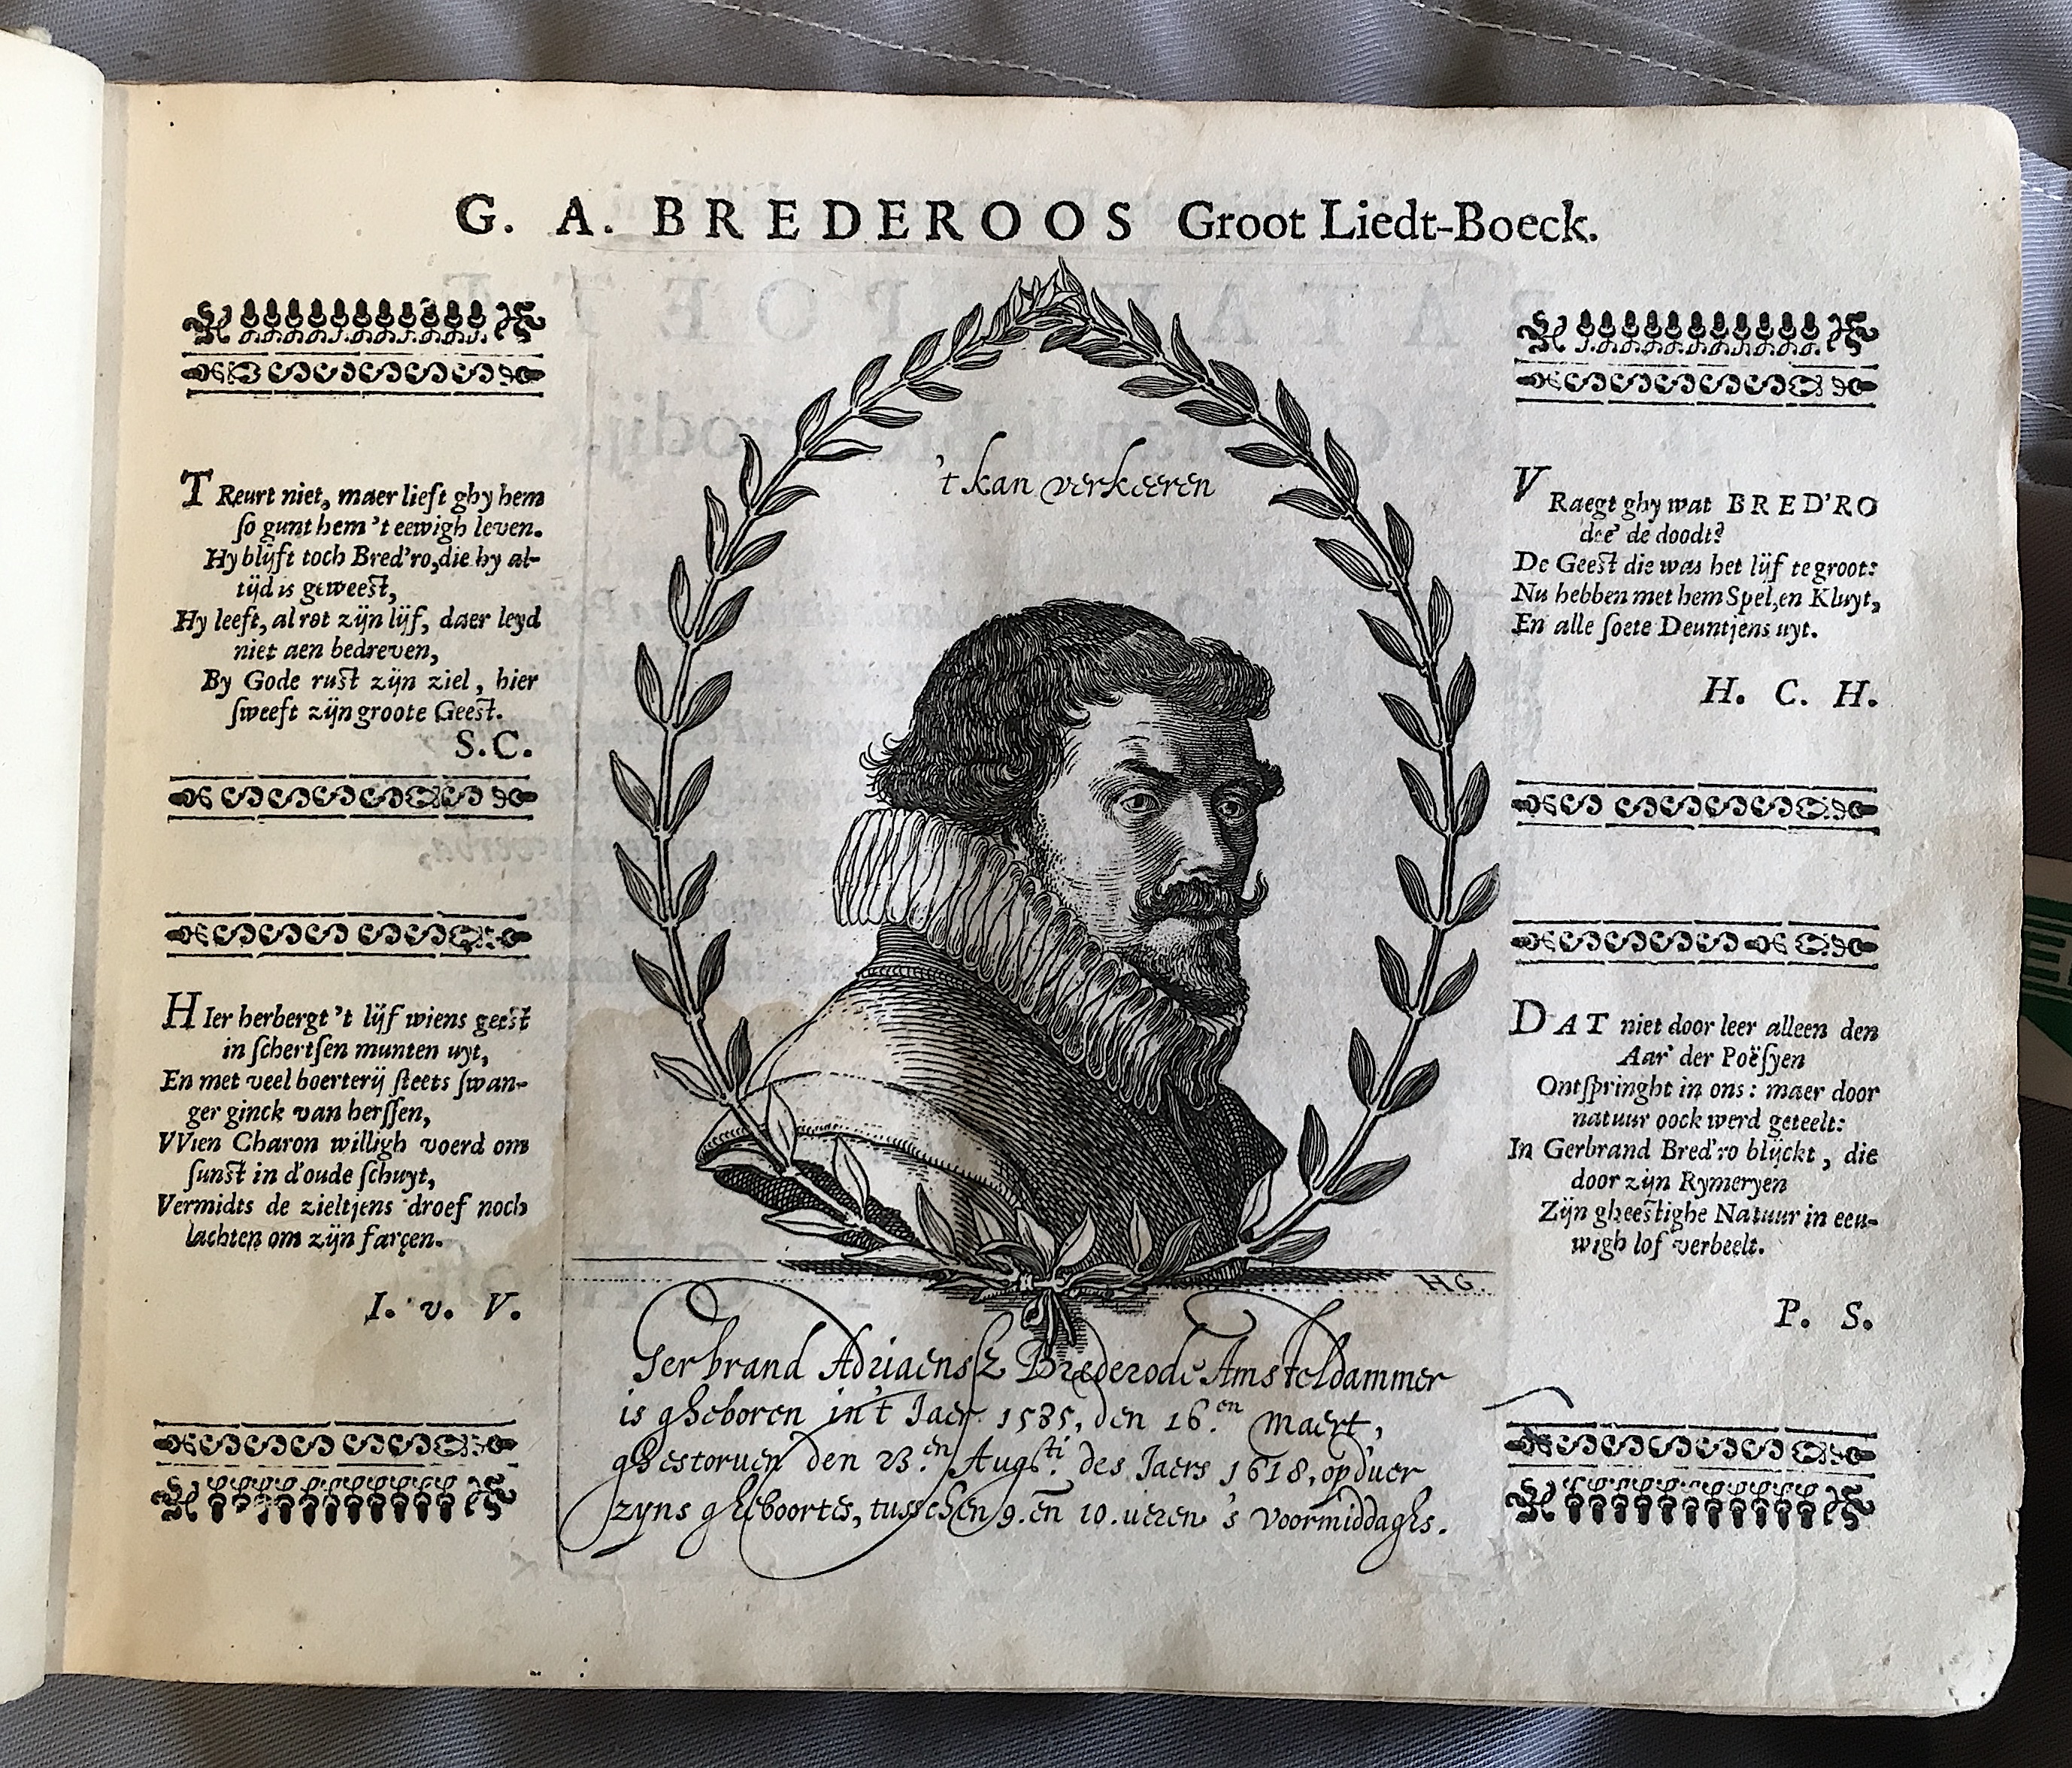 G. A. BREDEROOS Groot Liedt-Boeck.
TReurt niet, maer lieft ghy hem
so gunt hem 't eewigh leven.
Hy blijft toch Bred'ro, die hy al-
tijd is geweest,
Hy leeft, al rot zijn lijf, daer leyd
niet aen bedreven,
By Gode rust zijn ziel, hier
sweeft zijn groote Geest.
S.C.
HIer herbergt 't lijf wiens geest
in schertsen munten uyt,
En met veel boerterij steets swan-
ger ginck van herssen,
VVien Charon willigh voerd om
sunst in d'oude schuyt,
Vermidts de zieltjens droef noch
lachten om zijn farçen.
I. v. V.
't kan verkeeren
HG.
Gerbrand Adriaensz Brederode Amsteldammer
is gheboren in't Jaer 1585, den 16.en Maert,
ghestorven den 23.en Aug.ti des Jaers 1618, op d'uer
zyns gheboortes, tusschen 9. en 10. ueren 's voormiddaghs.
VRaegt ghy wat BRED'RO
dee' de doodt?
De Geest die was het lijf te groot:
Nu hebben met hem Spel, en Kluyt,
En alle soete Deuntjens uyt.
H. C. H.
DAT niet door leer alleen den
Aar' der Poësyen
Ontspringht in ons: maer door
natuur oock werd geteelt:
In Gerbrand Bred'ro blijckt, die
door zijn Rymeryen
Zijn gheestighe Natuur in eeu-
wigh lof verbeelt.
P. S.